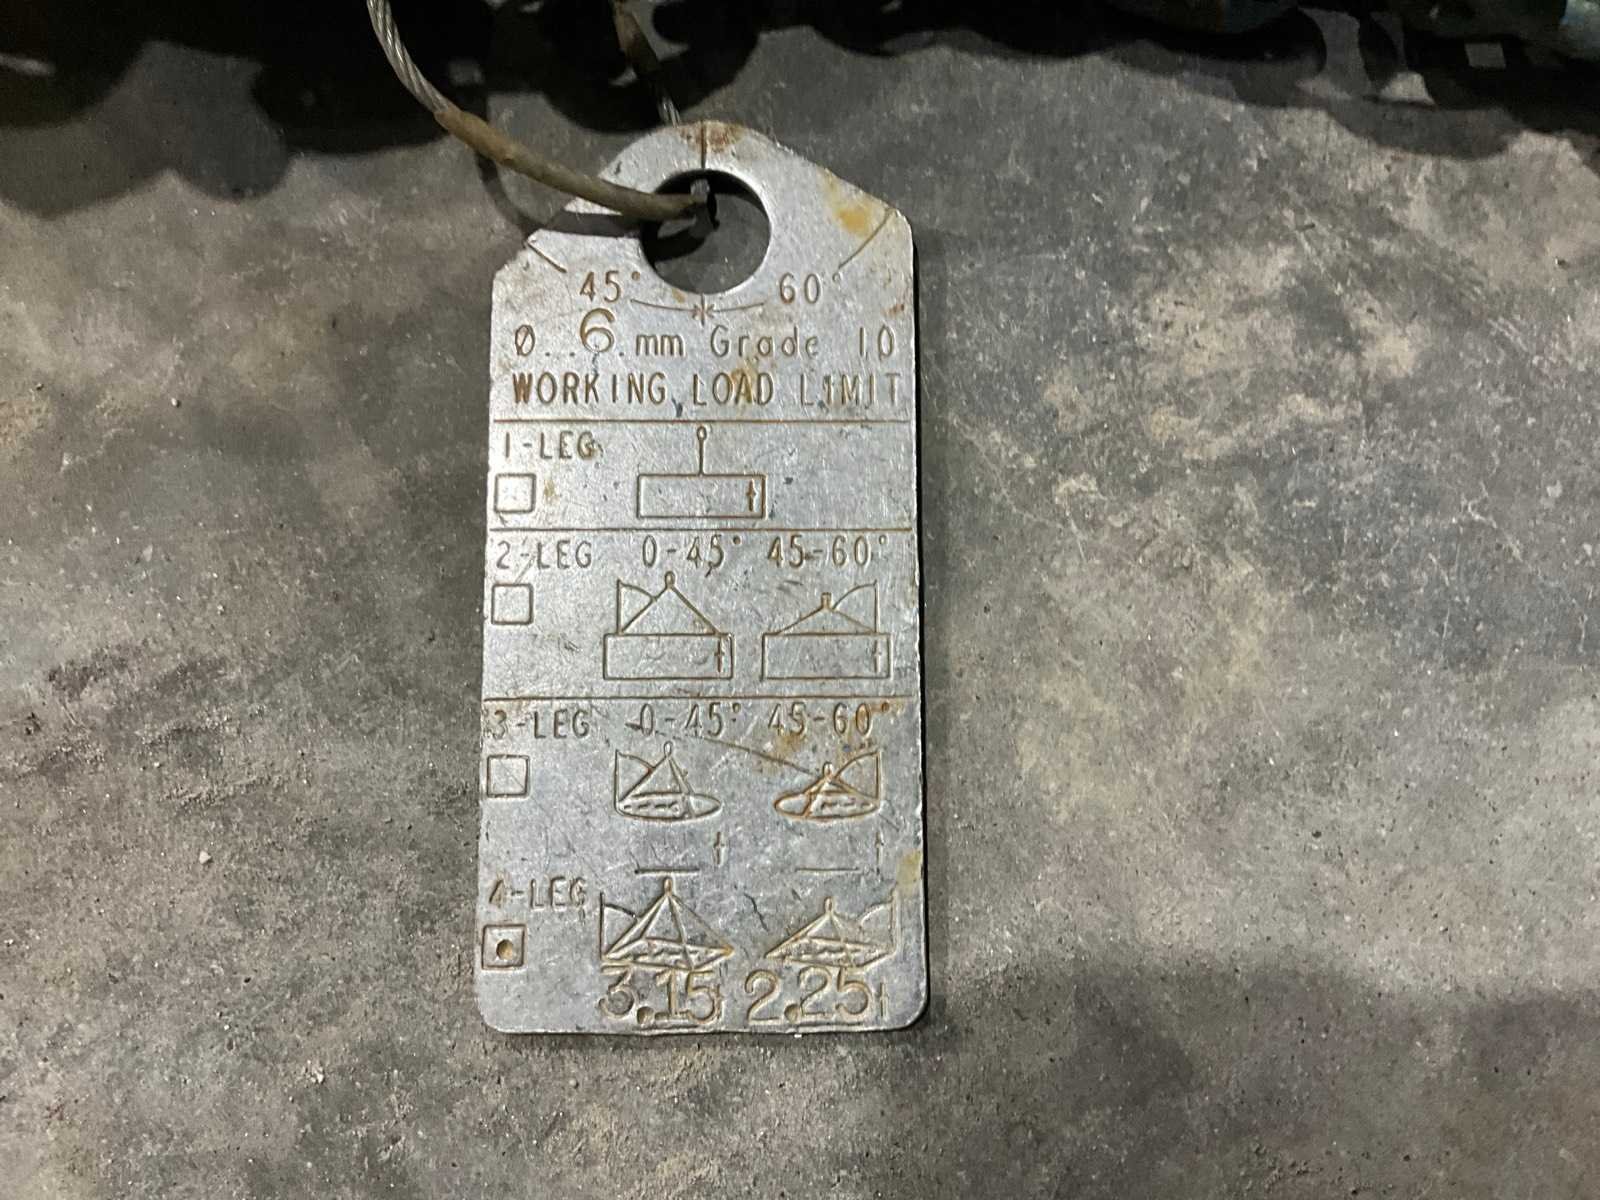 45° 60°
Ø..6.mm Grade 10
WORKING LOAD LIMIT
1-LEG
t
2-LEG 0-45° 45-60°
t t
3-LEG 0-45° 45-60°
t t
4-LEG
3.15 t 2.25 t